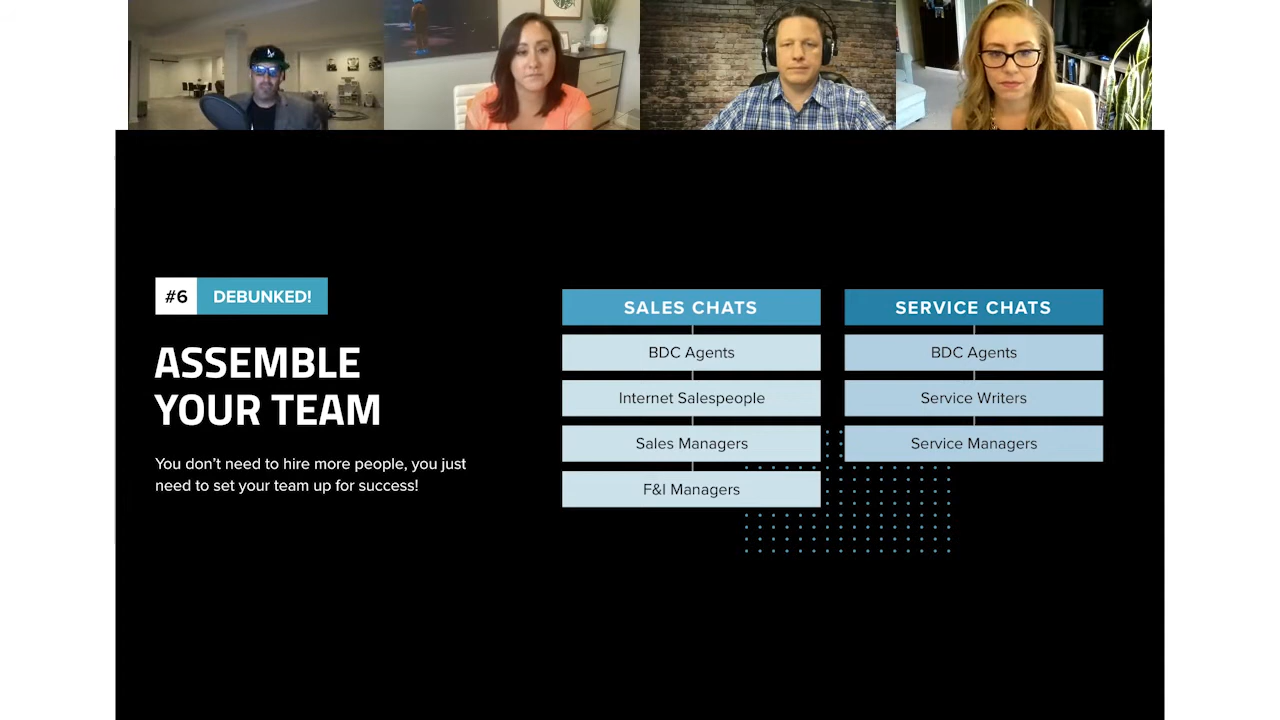 #6 DEBUNKED!
ASSEMBLE
YOUR TEAM
You don't need to hire more people, you just
need to set your team up for success!
SALES CHATS
BDC Agents
Internet Salespeople
Sales Managers
F&I Managers
SERVICE CHATS
BDC Agents
Service Writers
Service Managers